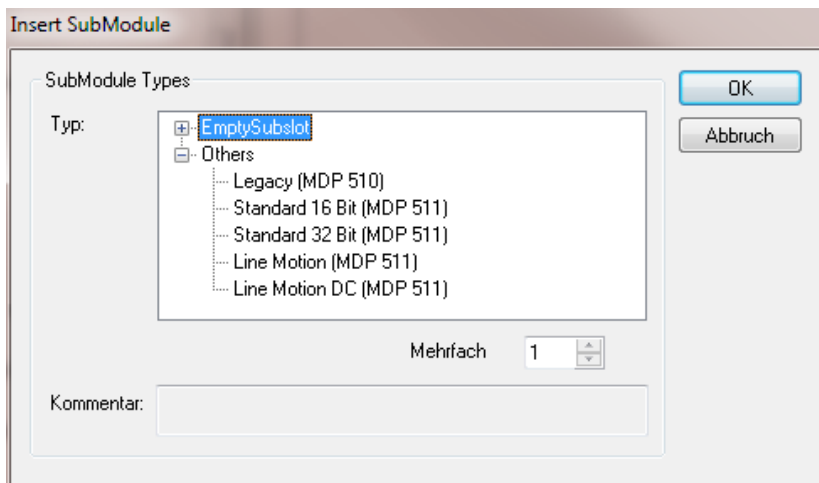 Insert SubModule
SubModule Types
OK
Typ:
EmptySubslot
Abbruch
Others
Legacy (MDP 510)
Standard 16 Bit (MDP 511)
Standard 32 Bit (MDP 511)
Line Motion (MDP 511)
Line Motion DC (MDP 511)
Mehrfach 1
Kommentar: